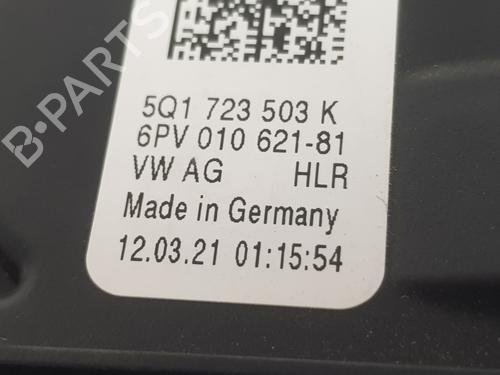 5Q1 723 503 K
6PV 010 621-81
VW AG HLR
Made in Germany
12.03.21 01:15:54